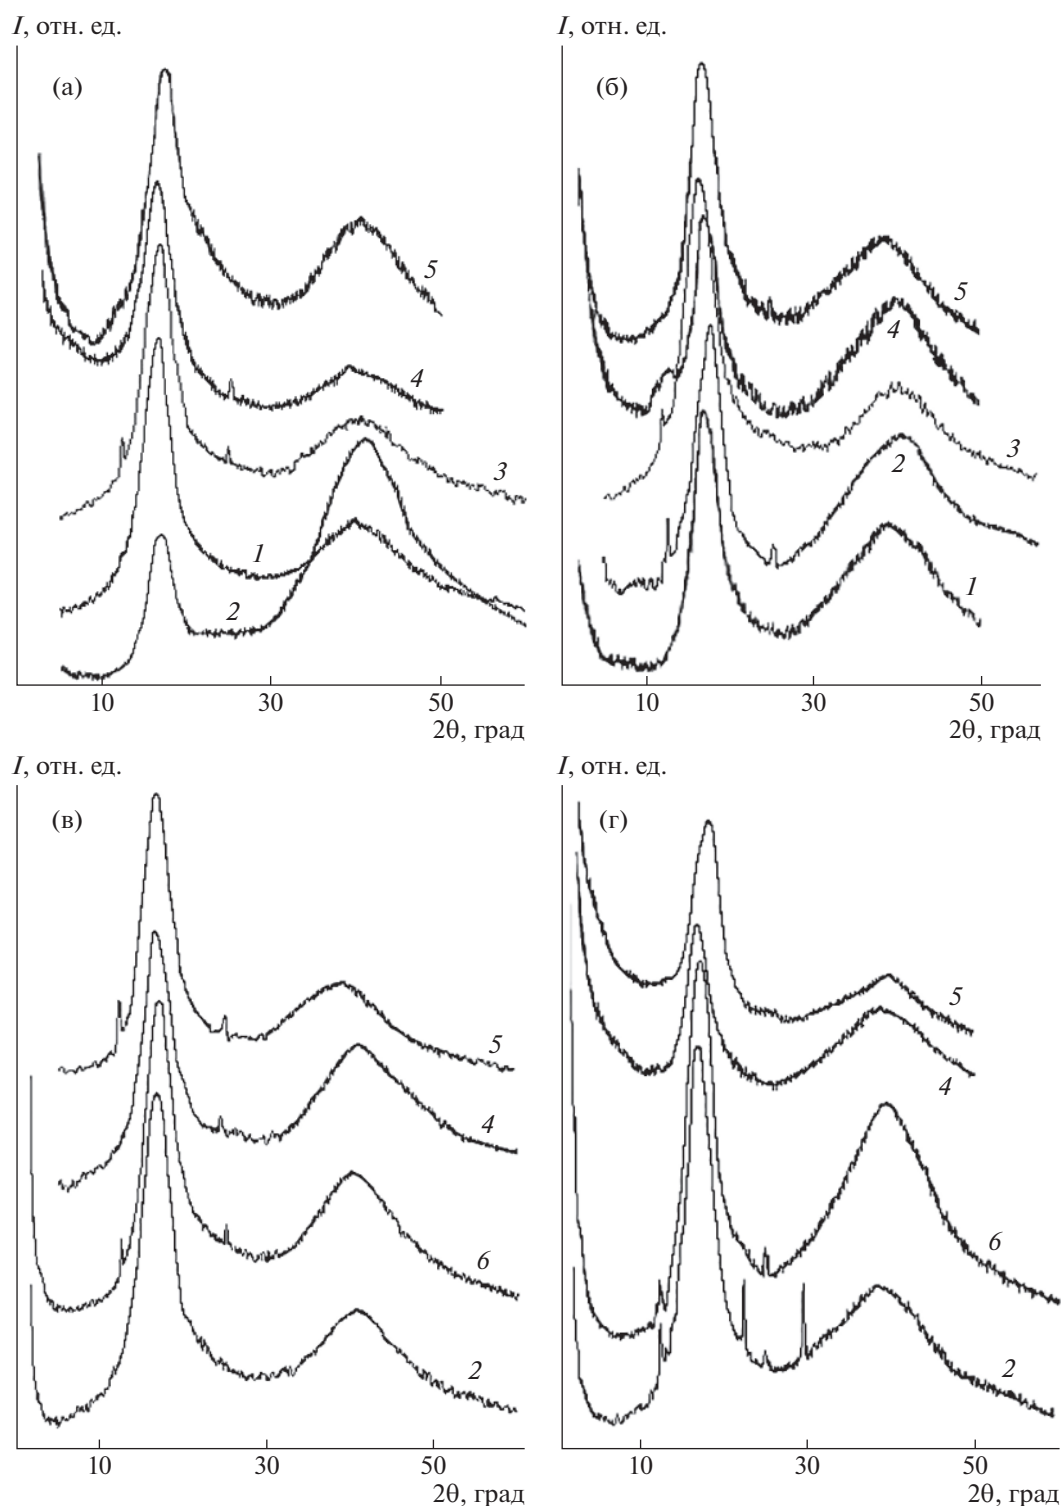 I, отн. ед.
(а)
5
4
3
1
2
10 30 50
2θ, град
I, отн. ед.
(б)
5
4
3
2
1
10 30 50
2θ, град
I, отн. ед.
(в)
5
4
6
2
10 30 50
2θ, град
I, отн. ед.
(г)
5
4
6
2
10 30 50
2θ, град